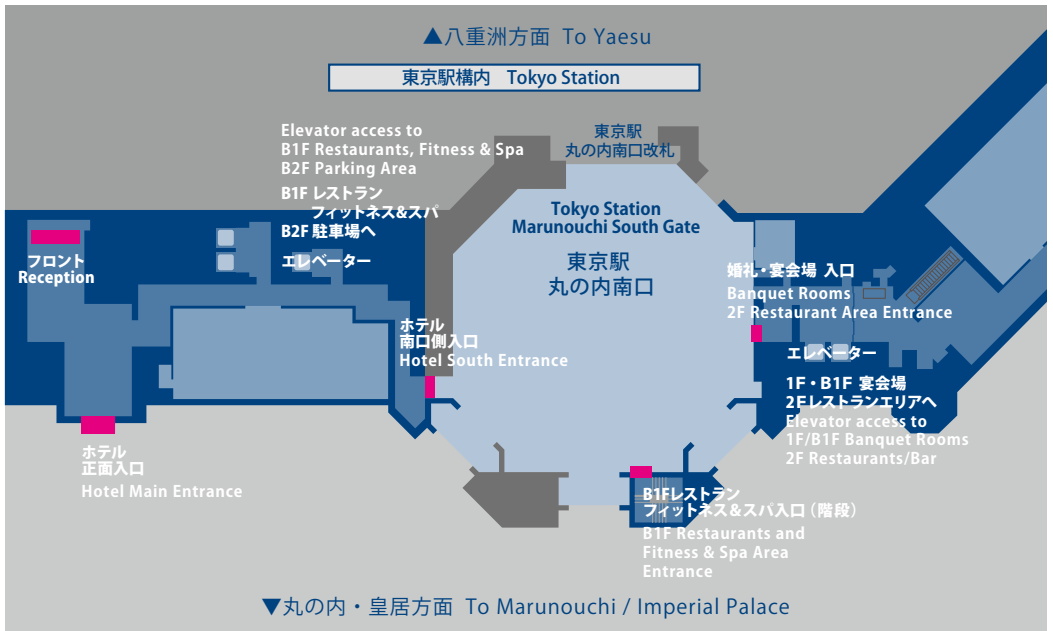 ▲八重洲方面 To Yaesu
東京駅構内 Tokyo Station
Elevator access to
B1F Restaurants, Fitness & Spa
B2F Parking Area
B1F レストラン
フィットネス&スパ
B2F 駐車場へ
エレベーター
東京駅
丸の内南口改札
Tokyo Station
Marunouchi South Gate
東京駅
丸の内南口
フロント
Reception
ホテル
南口側入口
Hotel South Entrance
婚礼・宴会場 入口
Banquet Rooms
2F Restaurant Area Entrance
エレベーター
1F・B1F 宴会場
2Fレストランエリアへ
Elevator access to
1F/B1F Banquet Rooms
2F Restaurants/Bar
ホテル
正面入口
Hotel Main Entrance
B1Fレストラン
フィットネス&スパ入口(階段)
B1F Restaurants and
Fitness & Spa Area
Entrance
▼丸の内・皇居方面 To Marunouchi / Imperial Palace